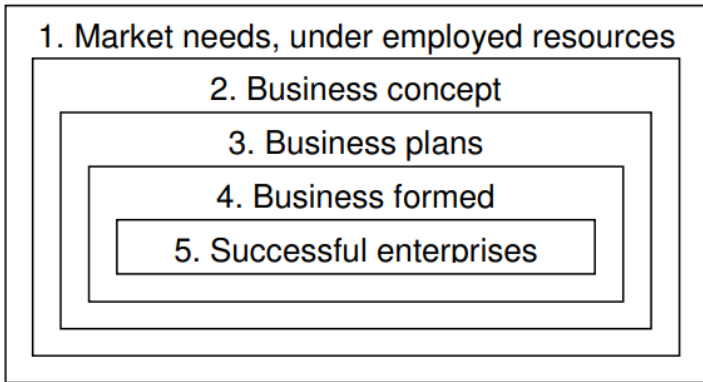 1. Market needs, under employed resources
2. Business concept
3. Business plans
4. Business formed
5. Successful enterprises